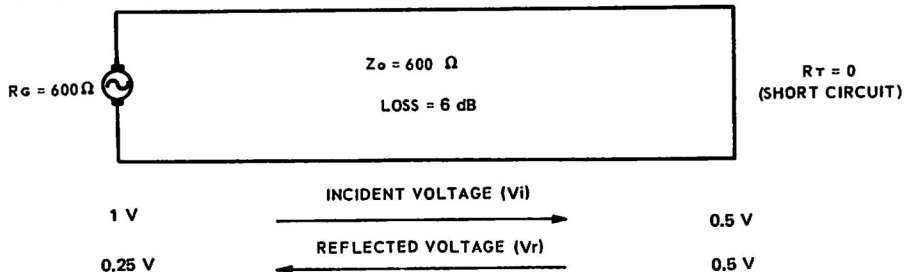 Zo = 600 Ω
RG = 600Ω
RT = 0
(SHORT CIRCUIT)
LOSS = 6 dB
INCIDENT VOLTAGE (Vi)
1 V
0.5 V
REFLECTED VOLTAGE (Vr)
0.25 V
0.5 V